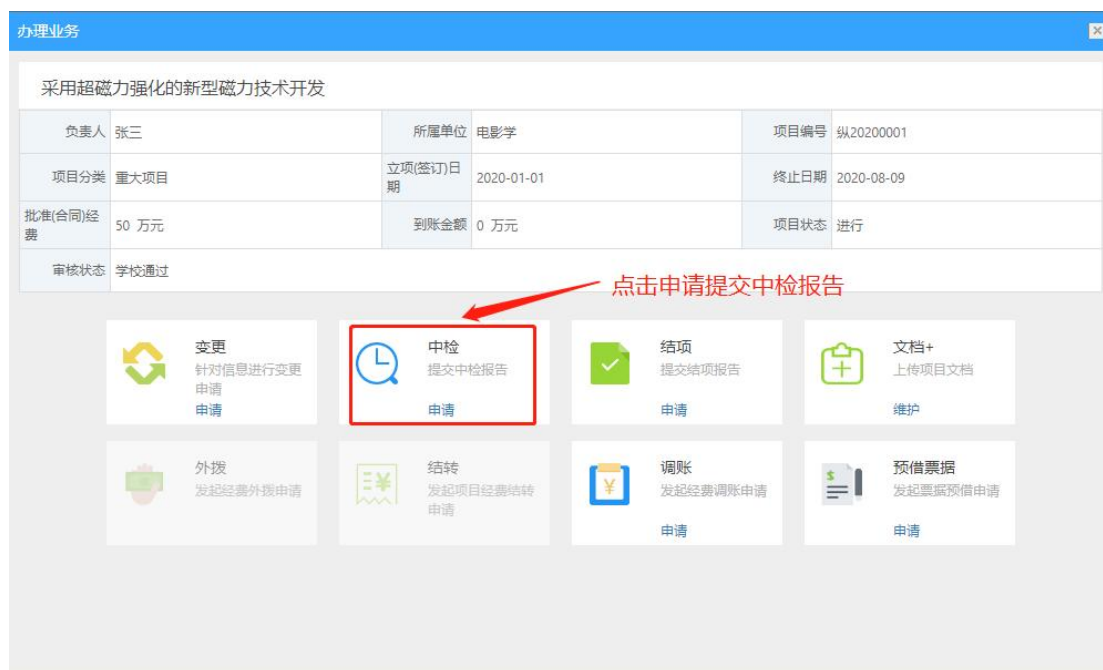 办理业务
采用超磁力强化的新型磁力技术开发
负责人 张三 所属单位 电影学 项目编号 纵20200001
项目分类 重大项目 立项(签订)日期 2020-01-01 终止日期 2020-08-09
批准(合同)经费 50 万元 到账金额 0 万元 项目状态 进行
审核状态 学校通过
点击申请提交中检报告
变更
针对信息进行变更
申请
申请
中检
提交中检报告
申请
结项
提交结项报告
申请
文档+
上传项目文档
维护
外拨
发起经费外拨申请
结转
发起项目经费结转
申请
调账
发起经费调账申请
申请
预借票据
发起票据预借申请
申请